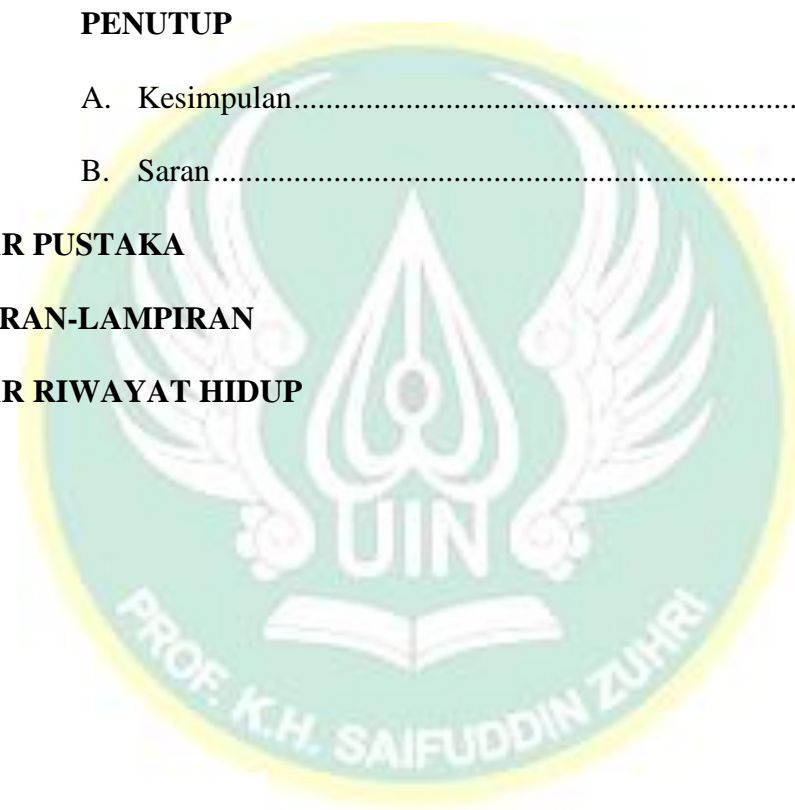 PENUTUP
A. Kesimpulan........................................................................
B. Saran..................................................................................
R PUSTAKA
RAN-LAMPIRAN
R RIWAYAT HIDUP
UIN
PROF. K.H. SAIFUDDIN ZUHRI